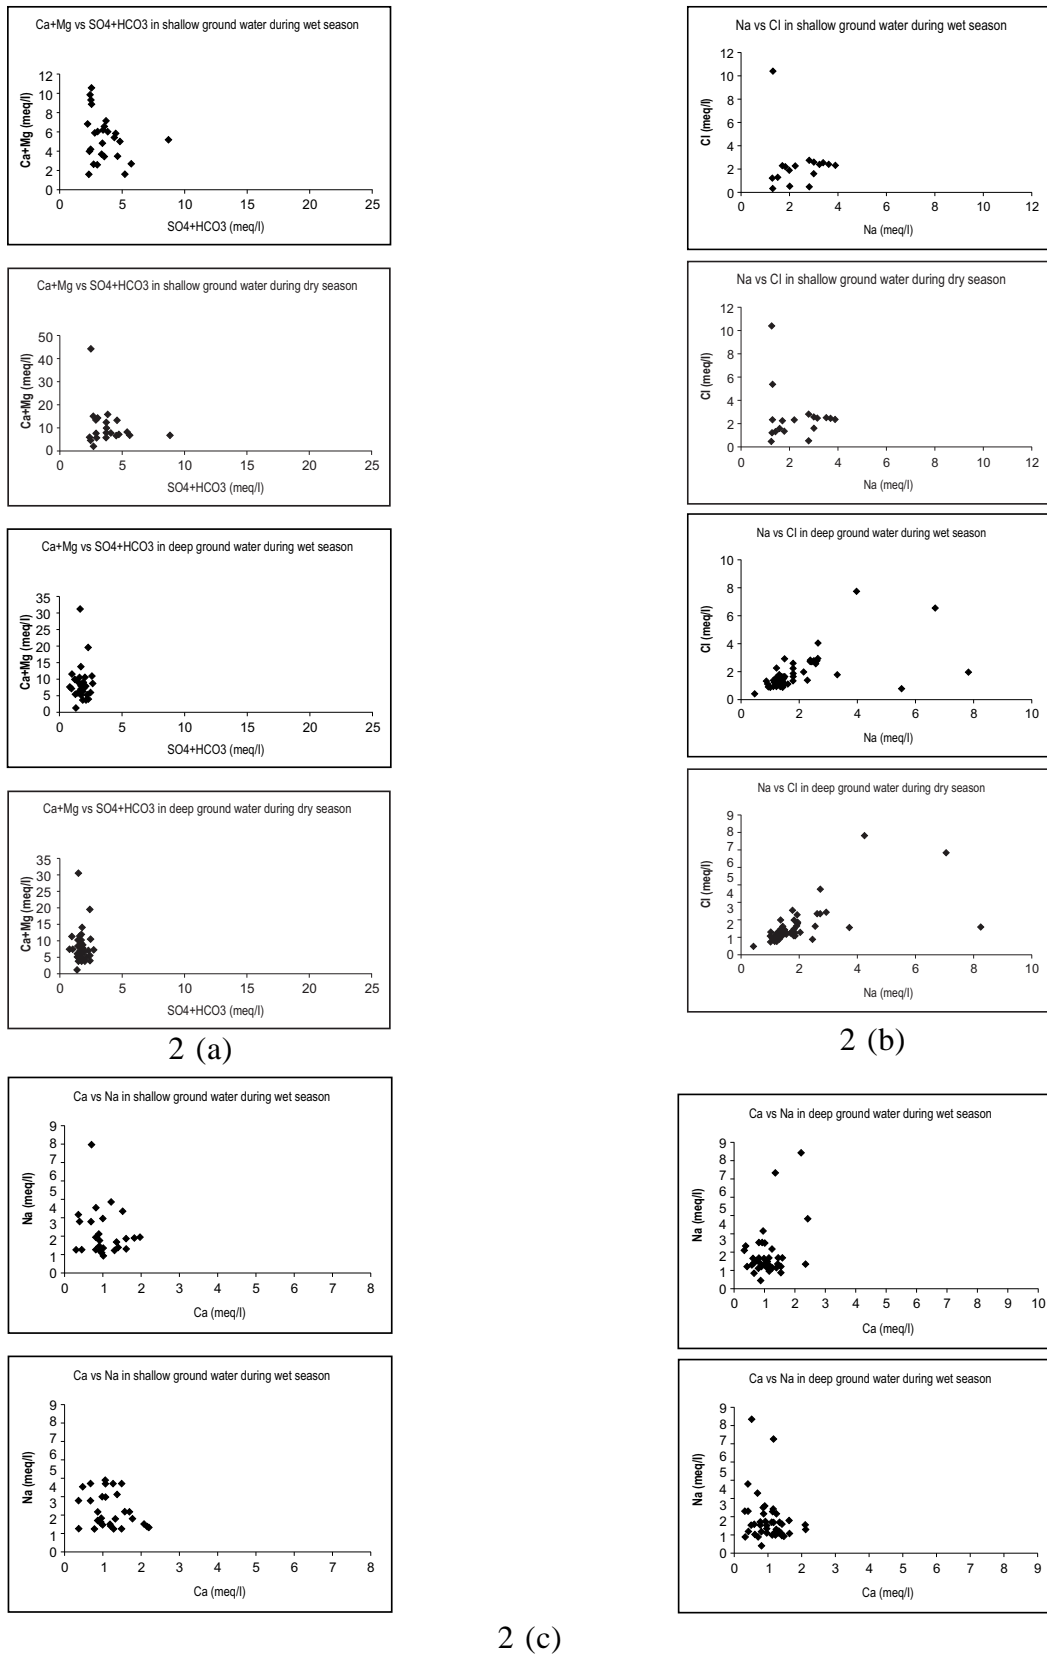 Ca+Mg vs SO4+HCO3 in shallow ground water during wet season
Ca+Mg (meq/l)
12
10
8
6
4
2
0
0 5 10 15 20 25
SO4+HCO3 (meq/l)
Ca+Mg vs SO4+HCO3 in shallow ground water during dry season
Ca+Mg (meq/l)
50
40
30
20
10
0
0 5 10 15 20 25
SO4+HCO3 (meq/l)
Ca+Mg vs SO4+HCO3 in deep ground water during wet season
Ca+Mg (meq/l)
35
30
25
20
15
10
5
0
0 5 10 15 20 25
SO4+HCO3 (meq/l)
Ca+Mg vs SO4+HCO3 in deep ground water during dry season
Ca+Mg (meq/l)
35
30
25
20
15
10
5
0
0 5 10 15 20 25
SO4+HCO3 (meq/l)
2 (a)
Na vs Cl in shallow ground water during wet season
Cl (meq/l)
12
10
8
6
4
2
0
0 2 4 6 8 10 12
Na (meq/l)
Na vs Cl in shallow ground water during dry season
Cl (meq/l)
12
10
8
6
4
2
0
0 2 4 6 8 10 12
Na (meq/l)
Na vs Cl in deep ground water during wet season
Cl (meq/l)
10
8
6
4
2
0
0 2 4 6 8 10
Na (meq/l)
Na vs Cl in deep ground water during dry season
Cl (meq/l)
9
8
7
6
5
4
3
2
1
0
0 2 4 6 8 10
Na (meq/l)
2 (b)
Ca vs Na in shallow ground water during wet season
Na (meq/l)
9
8
7
6
5
4
3
2
1
0
0 1 2 3 4 5 6 7 8
Ca (meq/l)
Ca vs Na in shallow ground water during wet season
Na (meq/l)
9
8
7
6
5
4
3
2
1
0
0 1 2 3 4 5 6 7 8
Ca (meq/l)
Ca vs Na in deep ground water during wet season
Na (meq/l)
9
8
7
6
5
4
3
2
1
0
0 1 2 3 4 5 6 7 8 9 10
Ca (meq/l)
Ca vs Na in deep ground water during wet season
Na (meq/l)
9
8
7
6
5
4
3
2
1
0
0 1 2 3 4 5 6 7 8 9
Ca (meq/l)
2 (c)